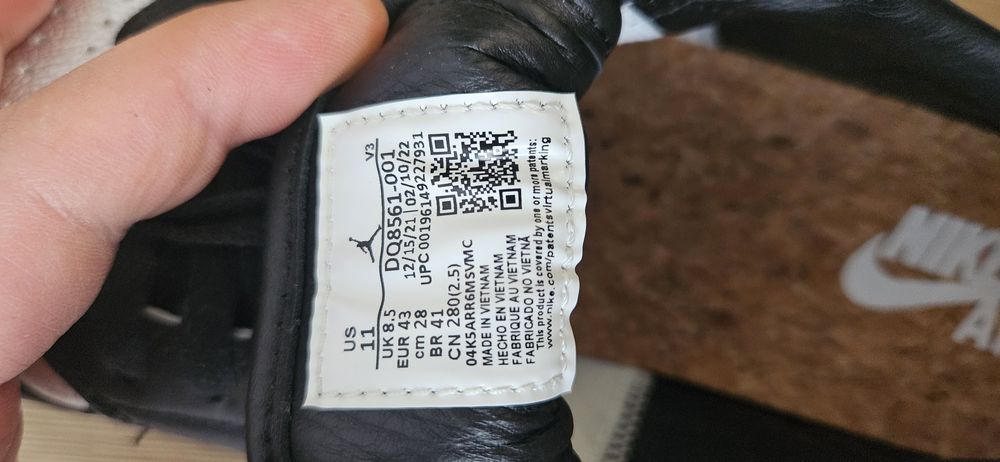 US
11
UK 8.5
EUR 43
cm 28
BR 41
CN 280(2.5)
V3
DQ8561-001
12/15/21 | 02/10/22
UPC 00196149227931
04K5ARR6MSVMC
MADE IN VIETNAM
HECHO EN VIETNAM
FABRIQUE AU VIETNAM
FABRICADO NO VIETNÃ
This product is covered by one or more patents:
www.nike.com/patentsvirtualmarking
NIKE